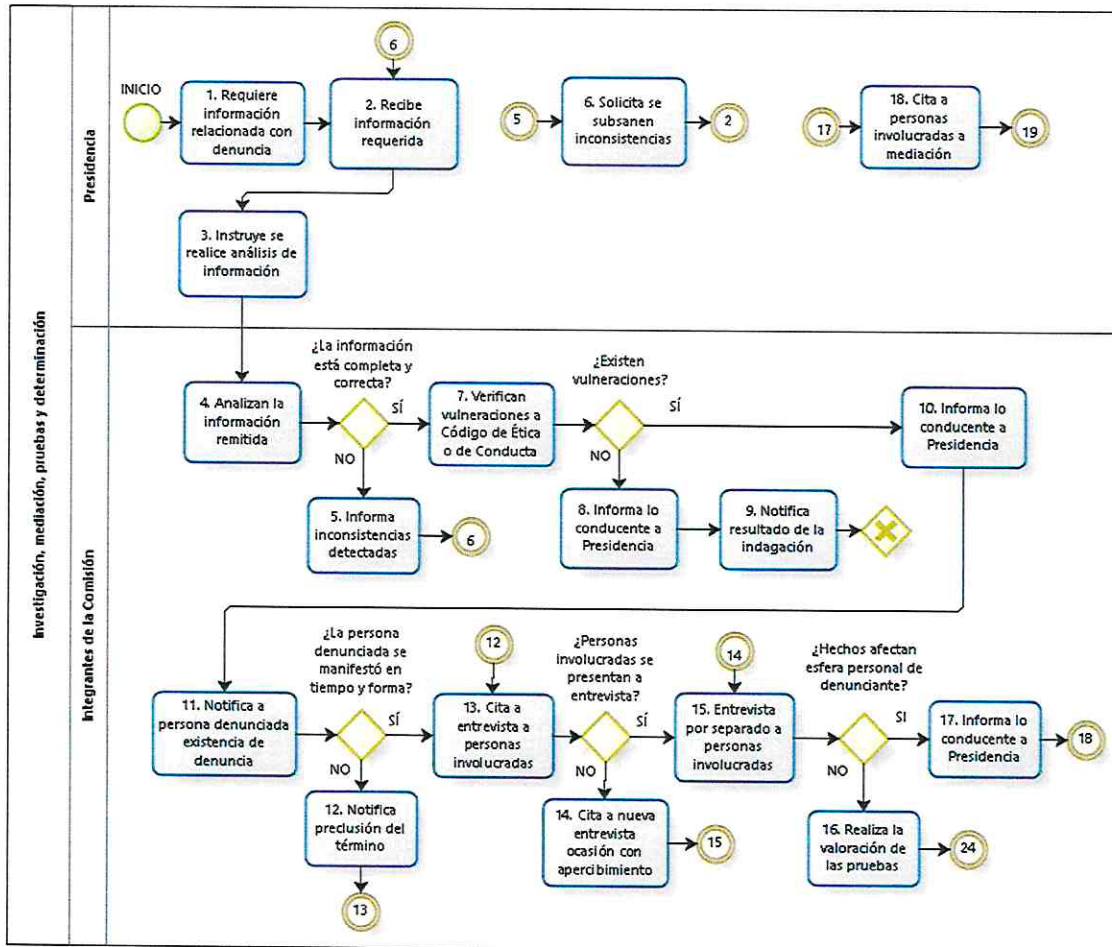 Investigación, mediación, pruebas y determinación
Presidencia
INICIO
1. Requiere
información
relacionada con
denuncia
6
2. Recibe
información
requerida
5
6. Solicita se
subsanen
inconsistencias
2
17
18. Cita a
personas
involucradas a
mediación
19
3. Instruye se
realice análisis de
información
Integrantes de la Comisión
4. Analizan la
información
remitida
¿La información
está completa y
correcta?
SÍ
NO
5. Informa
inconsistencias
detectadas
6
7. Verifican
vulneraciones a
Código de Ética
o de Conducta
¿Existen
vulneraciones?
SÍ
NO
8. Informa lo
conducente a
Presidencia
9. Notifica
resultado de la
indagación
10. Informa lo
conducente a
Presidencia
11. Notifica a
persona denunciada
existencia de
denuncia
¿La persona
denunciada se
manifestó en
tiempo y forma?
SÍ
NO
12. Notifica
preclusión del
término
13
12
13. Cita a
entrevista a
personas
involucradas
¿Personas
involucradas se
presentan a
entrevista?
SÍ
NO
14. Cita a nueva
entrevista
ocasión con
apercibimiento
15
14
15. Entrevista
por separado a
personas
involucradas
¿Hechos afectan
esfera personal de
denunciante?
SI
NO
16. Realiza la
valoración de
las pruebas
24
17. Informa lo
conducente a
Presidencia
18